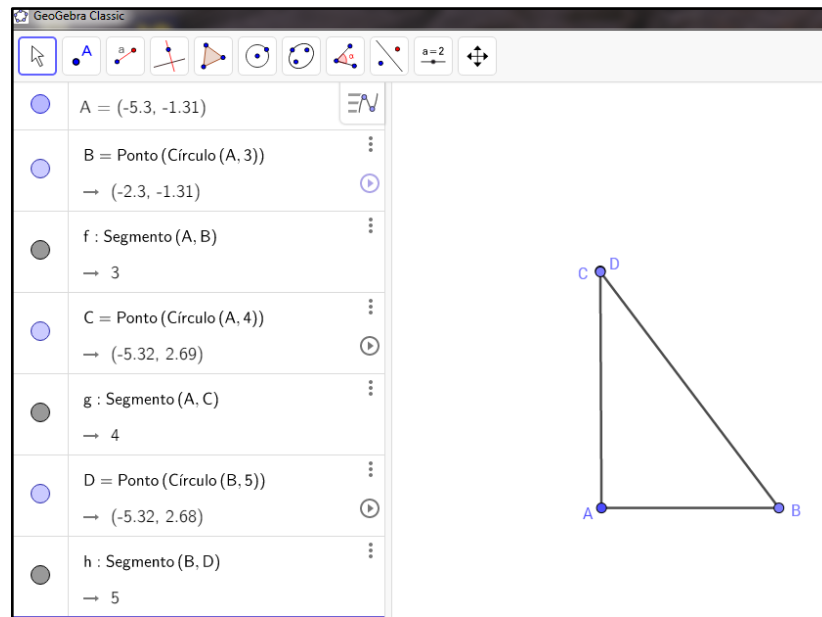 GeoGebra Classic
A
a
α
a=2
A = (-5.3, -1.31)
B = Ponto (Círculo (A, 3))
→ (-2.3, -1.31)
f : Segmento (A, B)
→ 3
C = Ponto (Círculo (A, 4))
→ (-5.32, 2.69)
g : Segmento (A, C)
→ 4
D = Ponto (Círculo (B, 5))
→ (-5.32, 2.68)
h : Segmento (B, D)
→ 5
C D
A B